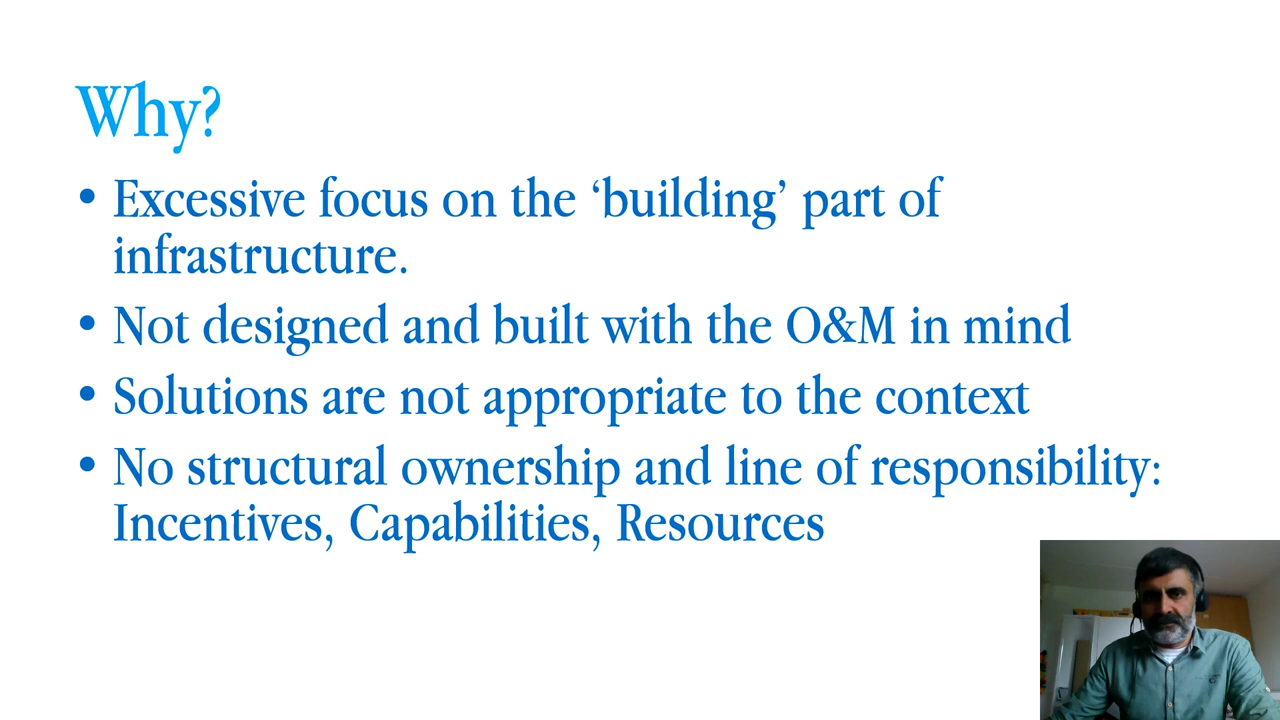 Why?
• Excessive focus on the ‘building’ part of
infrastructure.
• Not designed and built with the O&M in mind
• Solutions are not appropriate to the context
• No structural ownership and line of responsibility:
Incentives, Capabilities, Resources